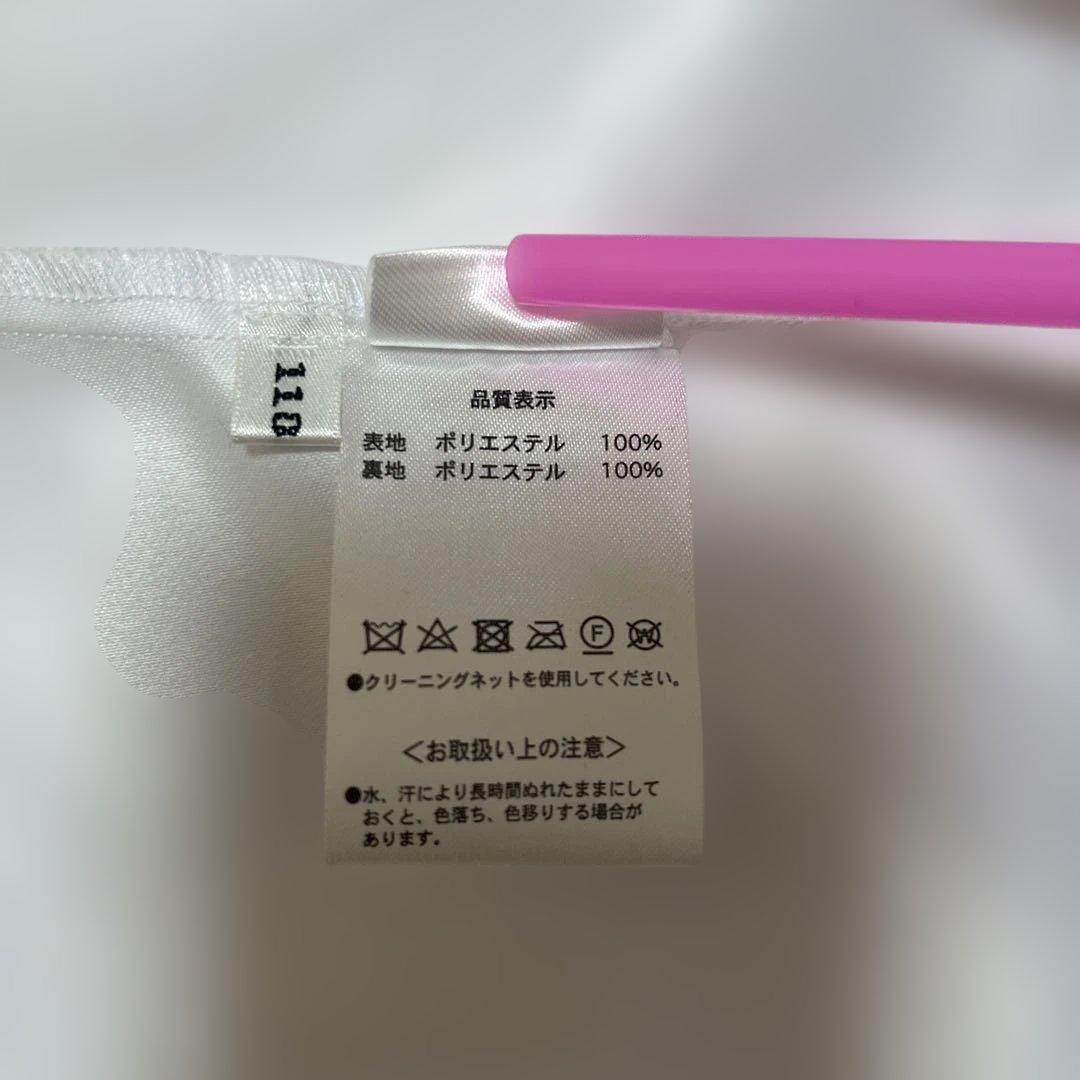 110
品質表示
表地 ポリエステル 100%
裏地 ポリエステル 100%
F W
●クリーニングネットを使用してください。
＜お取扱い上の注意＞
●水、汗により長時間ぬれたままにして
おくと、色落ち、色移りする場合が
あります。